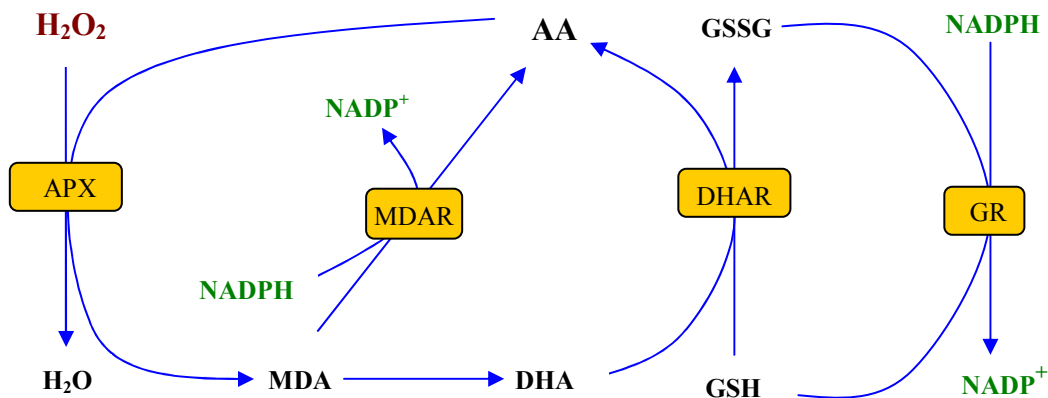 H₂O₂
AA
GSSG
NADPH
NADP⁺
APX
MDAR
DHAR
GR
NADPH
H₂O
MDA
DHA
GSH
NADP⁺